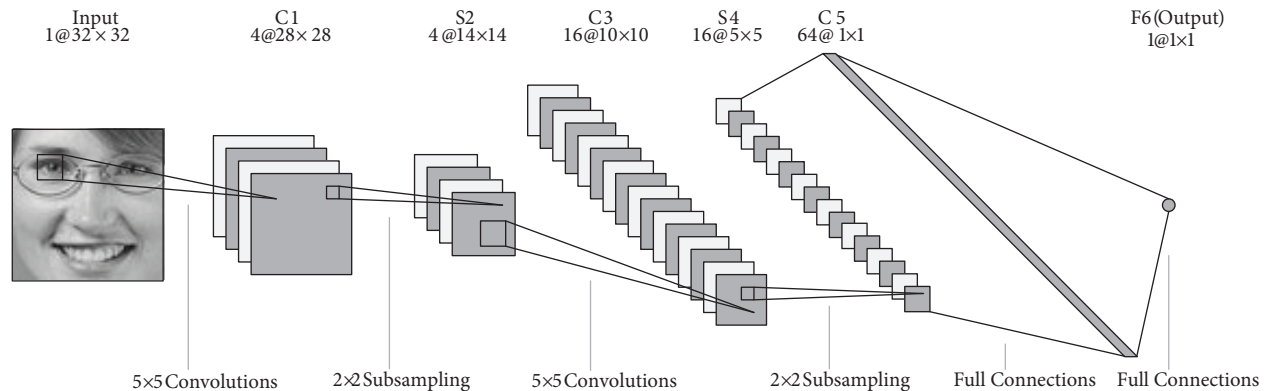 Input C1 S2 C3 S4 C5 F6(Output)
1@32×32 4@28×28 4@14×14 16@10×10 16@5×5 64@1×1 1@1×1
5×5 Convolutions 2×2 Subsampling 5×5 Convolutions 2×2 Subsampling Full Connections Full Connections